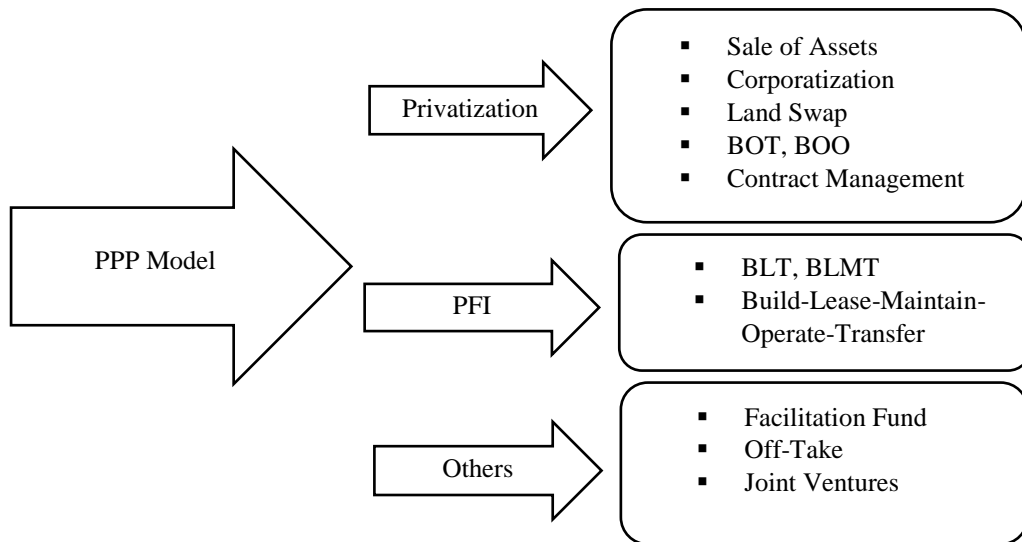 PPP Model
Privatization
▪ Sale of Assets
▪ Corporatization
▪ Land Swap
▪ BOT, BOO
▪ Contract Management
PFI
▪ BLT, BLMT
▪ Build-Lease-Maintain-
Operate-Transfer
Others
▪ Facilitation Fund
▪ Off-Take
▪ Joint Ventures